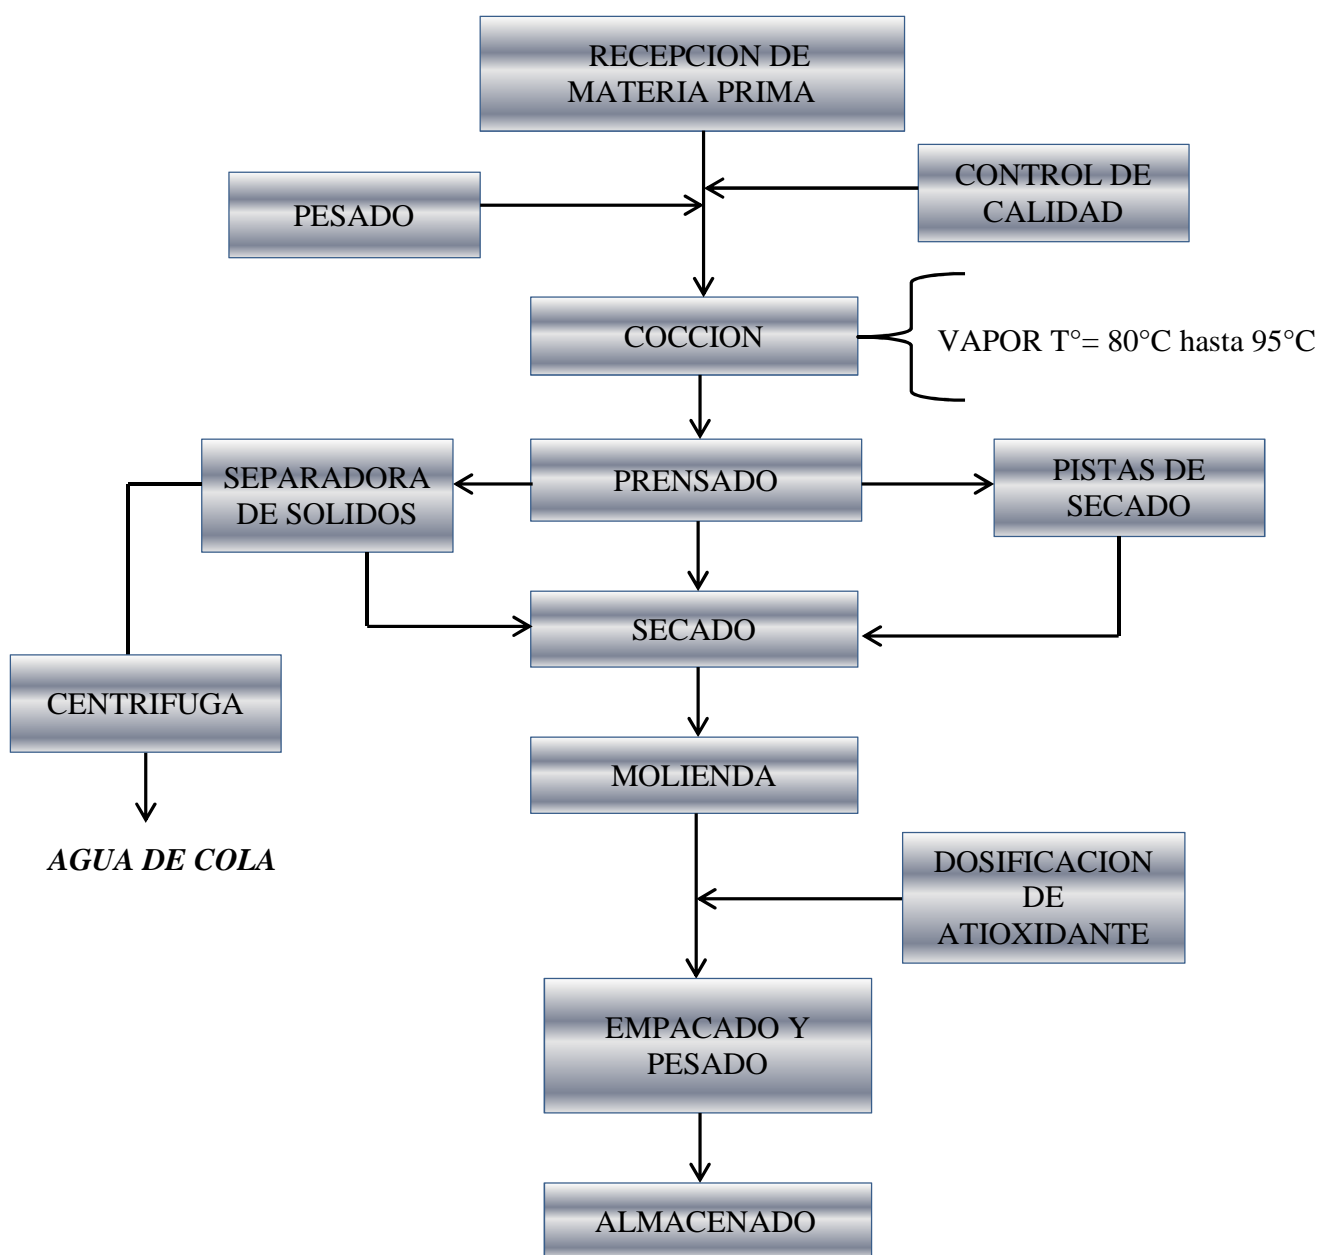 RECEPCION DE
MATERIA PRIMA
PESADO
CONTROL DE
CALIDAD
COCCION
VAPOR T°= 80°C hasta 95°C
SEPARADORA
DE SOLIDOS
PRENSADO
PISTAS DE
SECADO
SECADO
CENTRIFUGA
MOLIENDA
AGUA DE COLA
DOSIFICACION
DE
ATIOXIDANTE
EMPACADO Y
PESADO
ALMACENADO